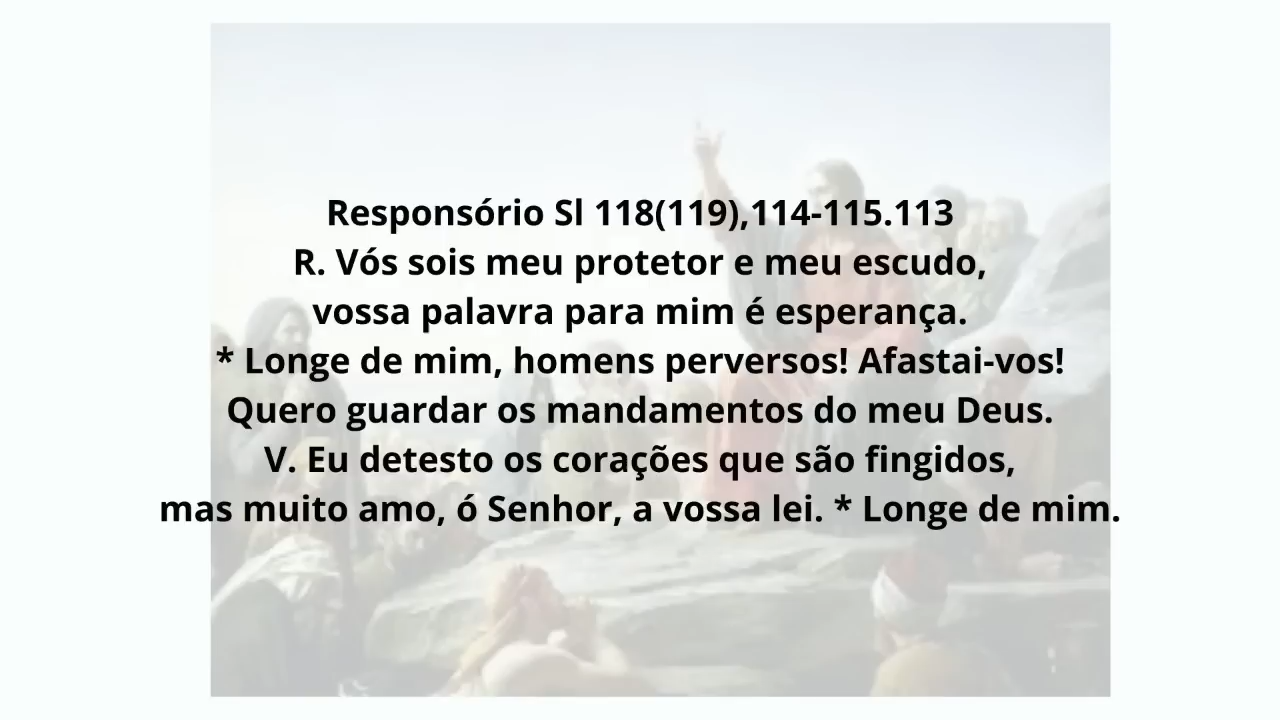 Responsório Sl 118(119),114-115.113
R. Vós sois meu protetor e meu escudo,
vossa palavra para mim é esperança.
* Longe de mim, homens perversos! Afastai-vos!
Quero guardar os mandamentos do meu Deus.
V. Eu detesto os corações que são fingidos,
mas muito amo, ó Senhor, a vossa lei. * Longe de mim.